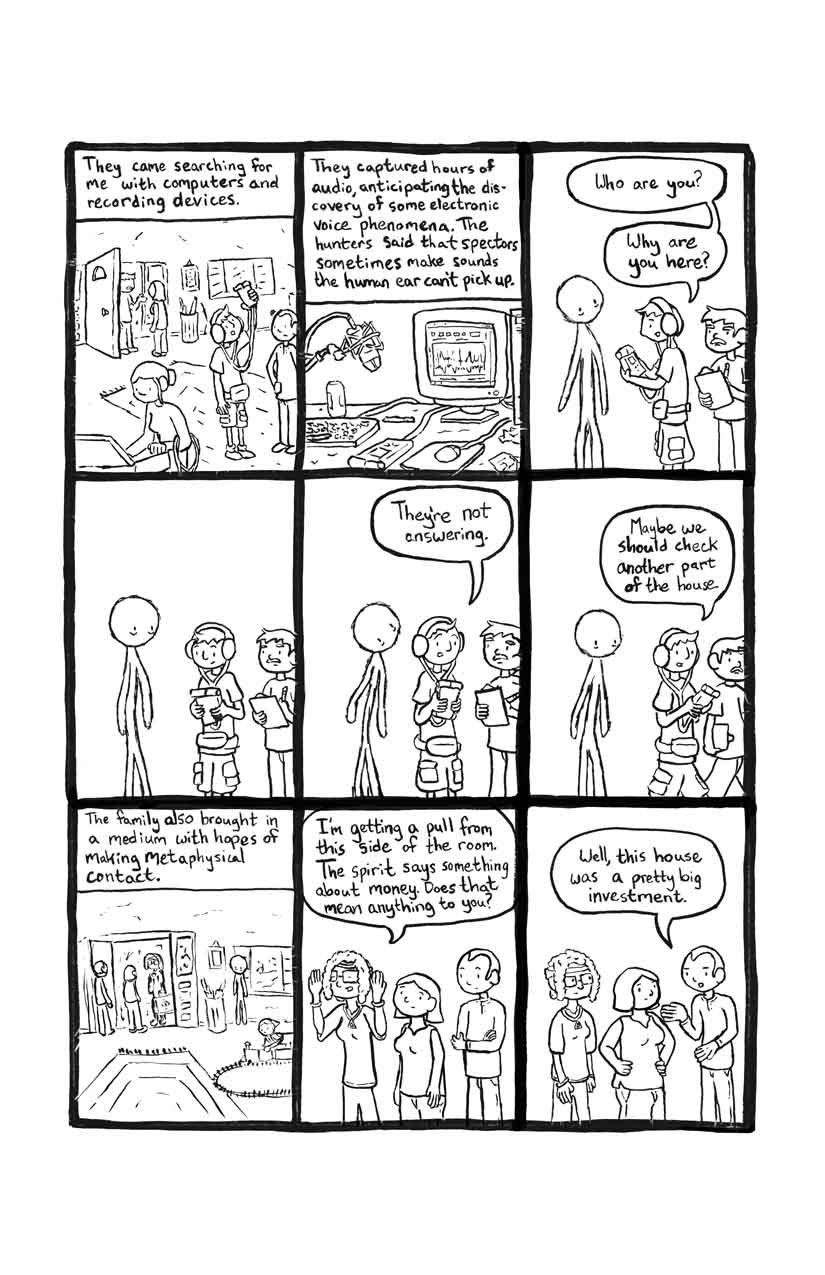 They came searching for
me with computers and
recording devices.
They captured hours of
audio, anticipating the dis-
covery of some electronic
voice phenomena. The
hunters said that spectors
sometimes make sounds
the human ear can't pick up.
Who are you?
Why are
you here?
They're not
answering.
Maybe we
should check
another part
of the house
The family also brought in
a medium with hopes of
making metaphysical
contact.
I'm getting a pull from
this side of the room.
The spirit says something
about money. Does that
mean anything to you?
Well, this house
was a pretty big
investment.